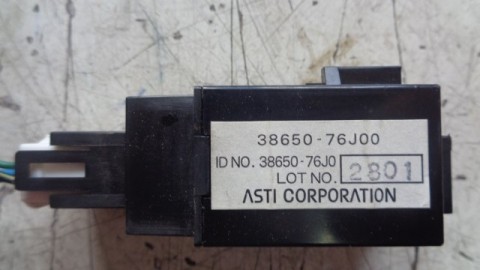 38650-76J00
ID NO. 38650-76J0
LOT NO. 2801
ASTI CORPORATION